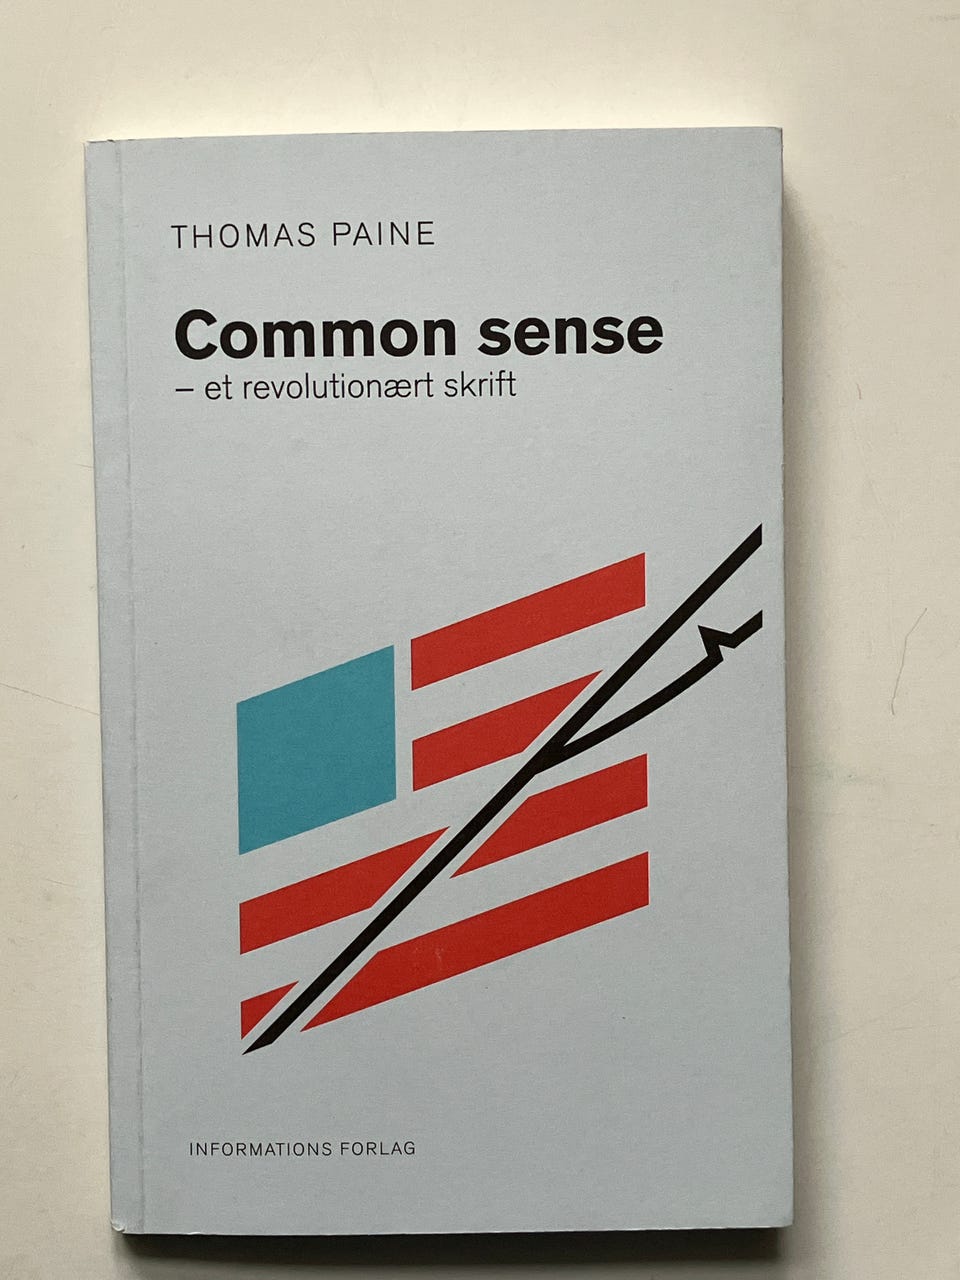 THOMAS PAINE
Common sense
– et revolutionært skrift
INFORMATIONS FORLAG